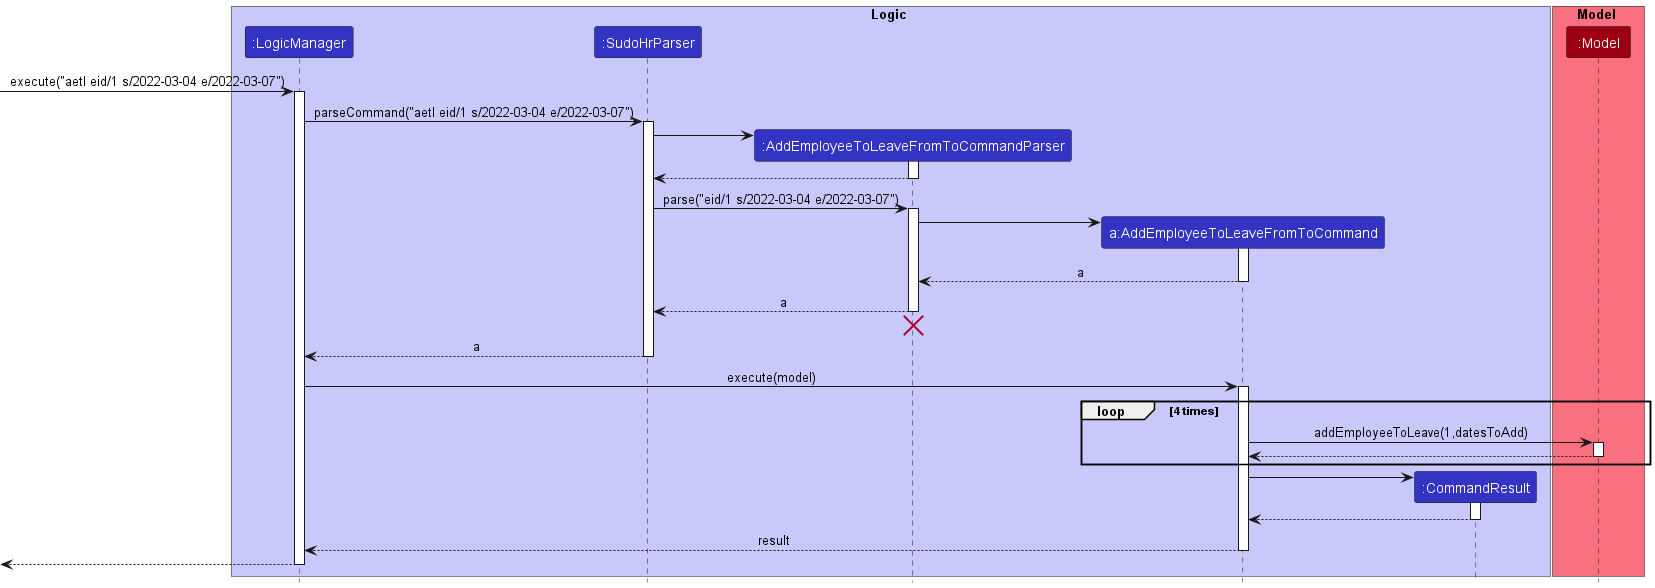 Logic
Model
:LogicManager
:SudoHrParser
:Model
execute("aetl eid/1 s/2022-03-04 e/2022-03-07")
parseCommand("aetl eid/1 s/2022-03-04 e/2022-03-07")
:AddEmployeeToLeaveFromToCommandParser
parse("eid/1 s/2022-03-04 e/2022-03-07")
a:AddEmployeeToLeaveFromToCommand
a
a
a
execute(model)
loop [4 times]
addEmployeeToLeave(1,datesToAdd)
:CommandResult
result